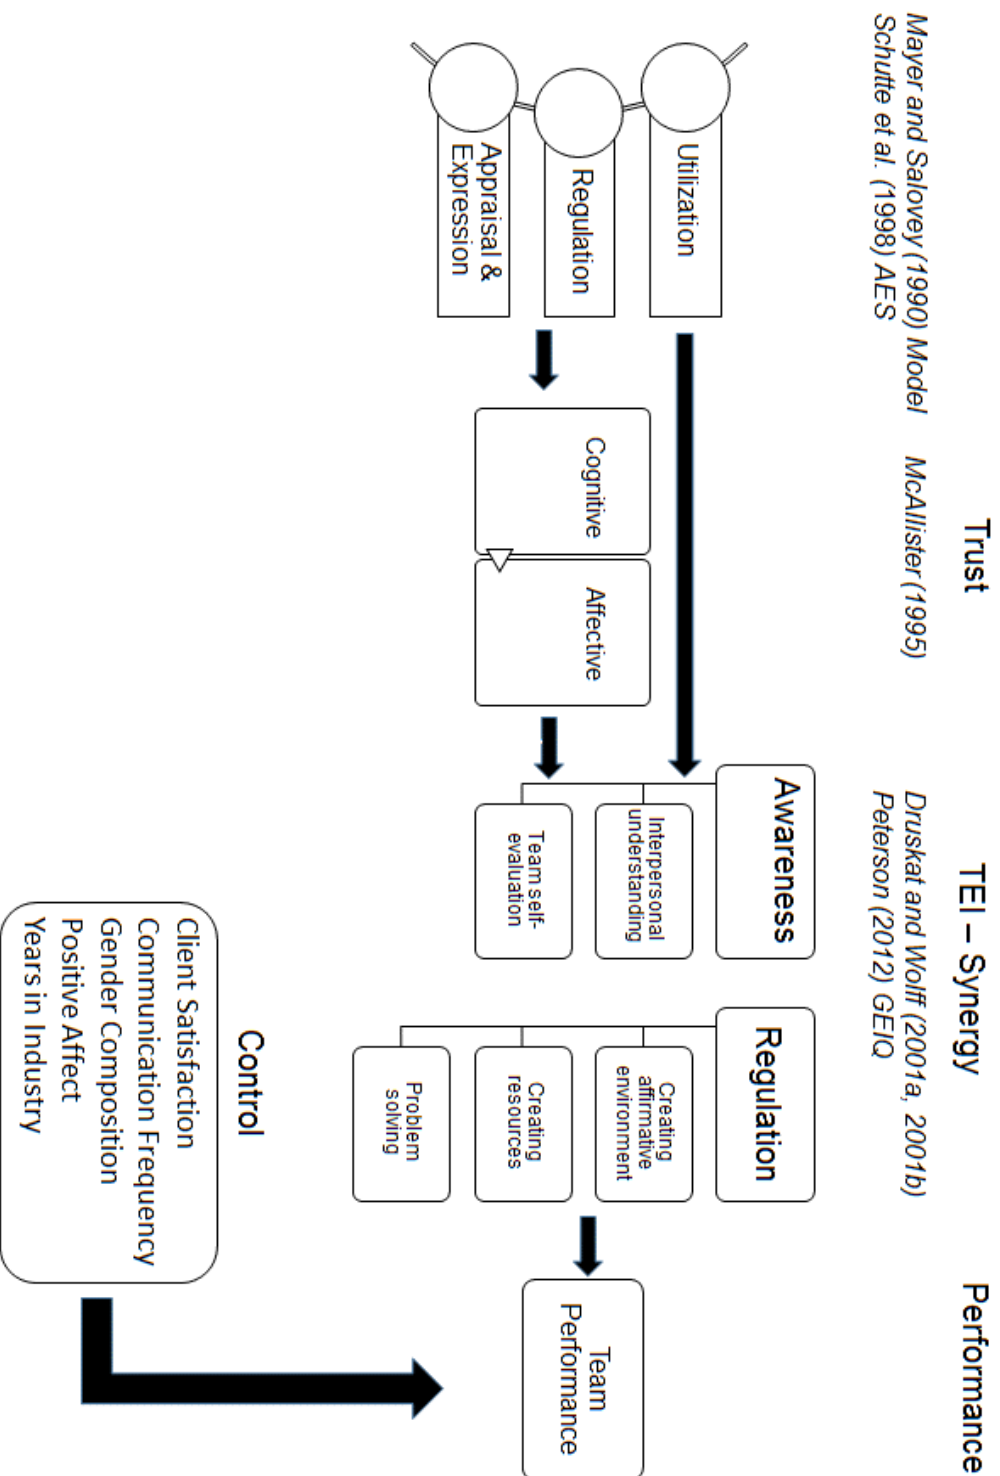 Trust
TEI – Synergy
Performance
Mayer and Salovey (1990) Model
Schutte et al. (1998) AES
McAllister (1995)
Druskat and Wolff (2001a, 2001b)
Peterson (2012) GEIQ
Utilization
Regulation
Appraisal &
Expression
Cognitive
Affective
Awareness
Interpersonal
understanding
Team self-
evaluation
Regulation
Creating
affirmative
environment
Creating
resources
Problem
solving
Team
Performance
Control
Client Satisfaction
Communication Frequency
Gender Composition
Positive Affect
Years in Industry